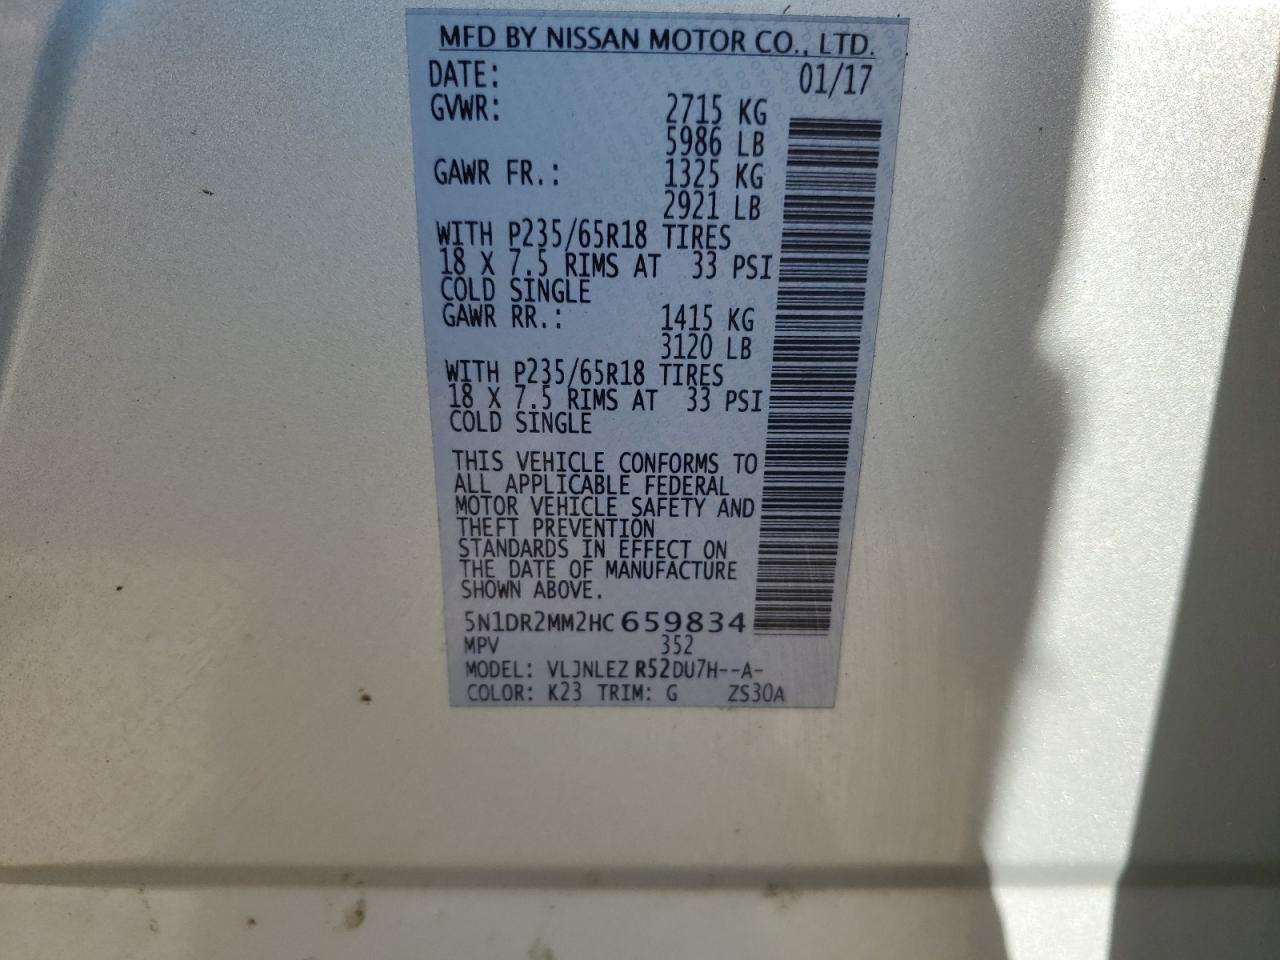 MFD BY NISSAN MOTOR CO., LTD.
DATE: 01/17
GVWR: 2715 KG
5986 LB
GAWR FR.: 1325 KG
2921 LB
WITH P235/65R18 TIRES
18 X 7.5 RIMS AT 33 PSI
COLD SINGLE
GAWR RR.: 1415 KG
3120 LB
WITH P235/65R18 TIRES
18 X 7.5 RIMS AT 33 PSI
COLD SINGLE
THIS VEHICLE CONFORMS TO
ALL APPLICABLE FEDERAL
MOTOR VEHICLE SAFETY AND
THEFT PREVENTION
STANDARDS IN EFFECT ON
THE DATE OF MANUFACTURE
SHOWN ABOVE.
5N1DR2MM2HC659834
MPV 352
MODEL: VLJNLEZ R52DU7H--A-
COLOR: K23 TRIM: G ZS30A